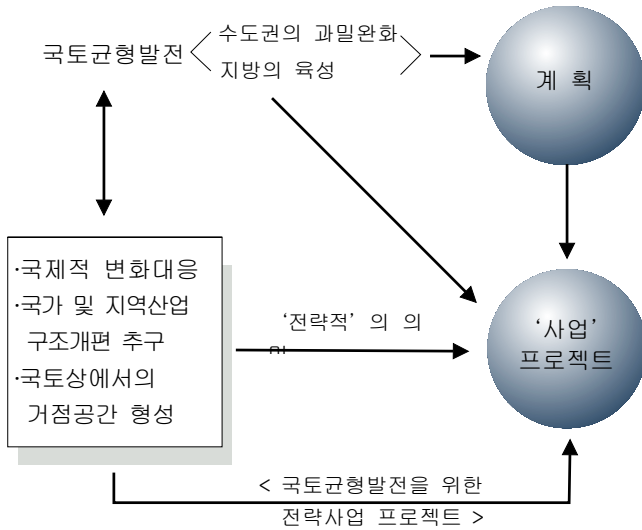 수도권의 과밀완화
국토균형발전
지방의 육성
계 획
·국제적 변화대응
·국가 및 지역산업
구조개편 추구
·국토상에서의
거점공간 형성
‘전략적’의 의
‘사업’
프로젝트
< 국토균형발전을 위한
전략사업 프로젝트 >